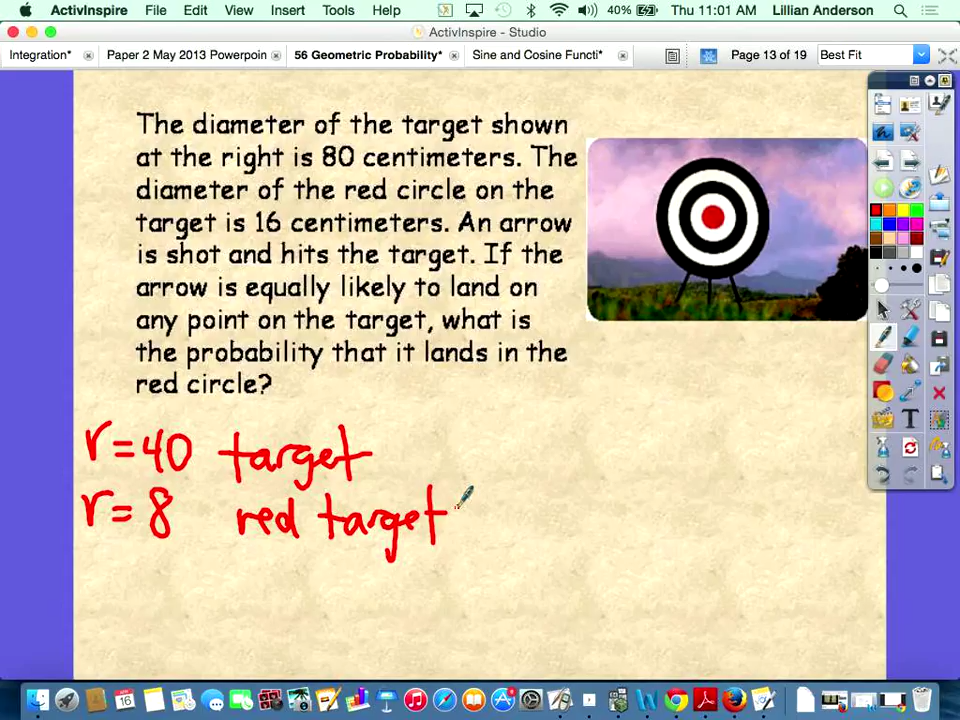 ActivInspire File Edit View Insert Tools Help 40% Thu 11:01 AM Lillian Anderson
ActivInspire - Studio
Integration* Paper 2 May 2013 Powerpoin 56 Geometric Probability* Sine and Cosine Functi* Page 13 of 19 Best Fit
The diameter of the target shown
at the right is 80 centimeters. The
diameter of the red circle on the
target is 16 centimeters. An arrow
is shot and hits the target. If the
arrow is equally likely to land on
any point on the target, what is
the probability that it lands in the
red circle?
r=40 target
r=8 red target